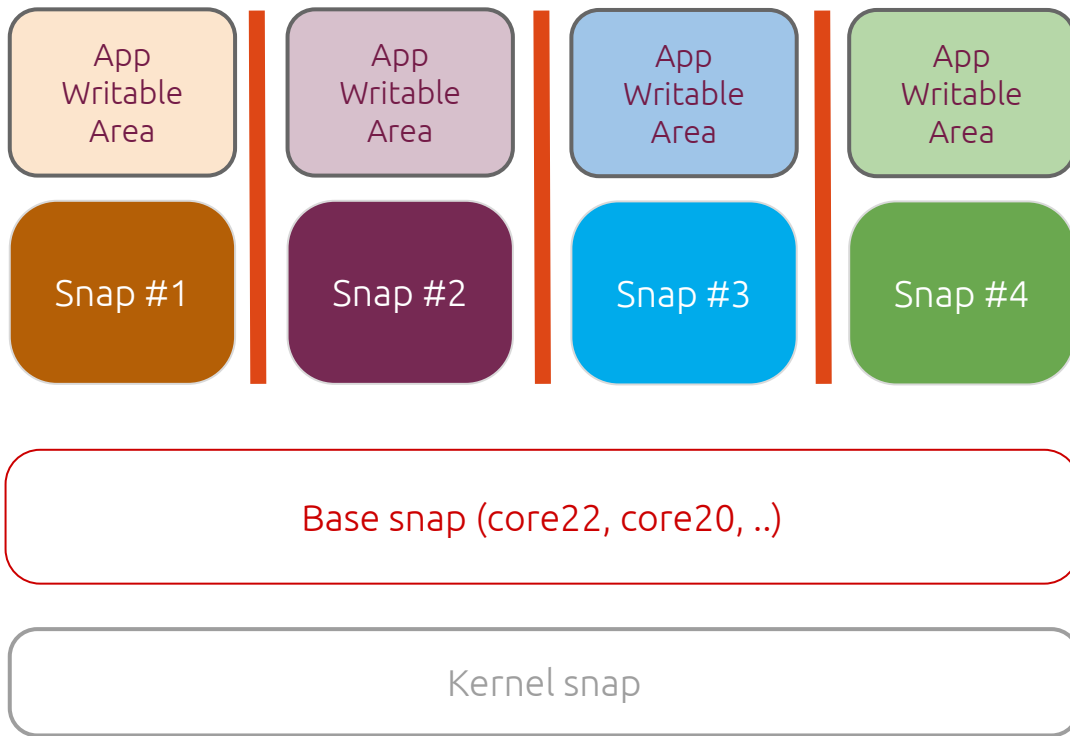 App
Writable
Area
App
Writable
Area
App
Writable
Area
App
Writable
Area
Snap #1
Snap #2
Snap #3
Snap #4
Base snap (core22, core20, ..)
Kernel snap